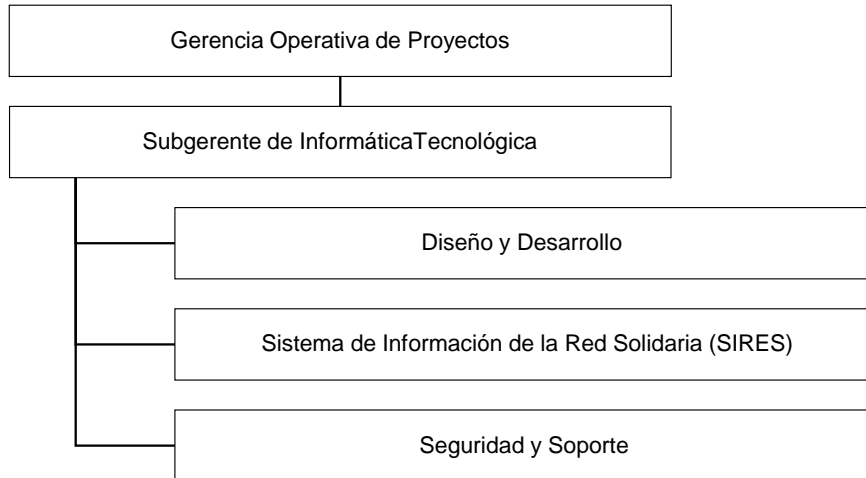 Gerencia Operativa de Proyectos
Subgerente de InformáticaTecnológica
Diseño y Desarrollo
Sistema de Información de la Red Solidaria (SIRES)
Seguridad y Soporte